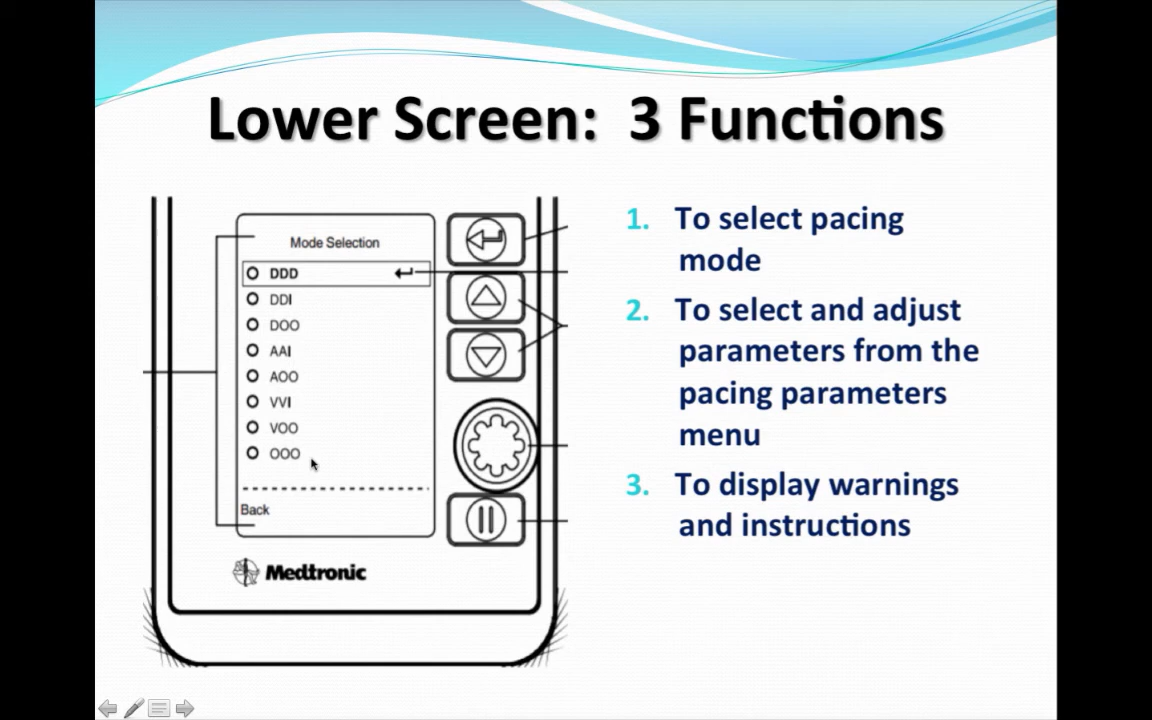 Lower Screen: 3 Functions
Mode Selection
DDD
DDI
DOO
AAI
AOO
VVI
VOO
OOO
Back
Medtronic
1. To select pacing
mode
2. To select and adjust
parameters from the
pacing parameters
menu
3. To display warnings
and instructions